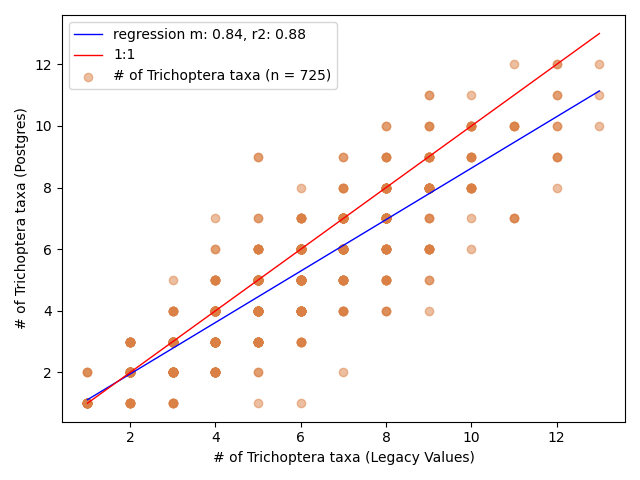 regression m: 0.84, r2: 0.88
1:1
# of Trichoptera taxa (n = 725)
12
10
8
6
4
2
# of Trichoptera taxa (Postgres)
2 4 6 8 10 12
# of Trichoptera taxa (Legacy Values)